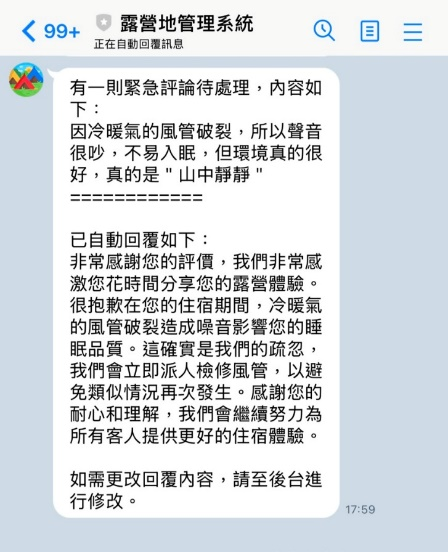 99+
露營地管理系統
正在自動回覆訊息
有一則緊急評論待處理，內容如
下：
因冷暖氣的風管破裂，所以聲音
很吵，不易入眠，但環境真的很
好，真的是＂山中靜靜＂
=============
已自動回覆如下：
非常感謝您的評價，我們非常感
激您花時間分享您的露營體驗。
很抱歉在您的住宿期間，冷暖氣
的風管破裂造成噪音影響您的睡
眠品質。這確實是我們的疏忽，
我們會立即派人檢修風管，以避
免類似情況再次發生。感謝您的
耐心和理解，我們會繼續努力為
所有客人提供更好的住宿體驗。
如需更改回覆內容，請至後台進
行修改。
17:59